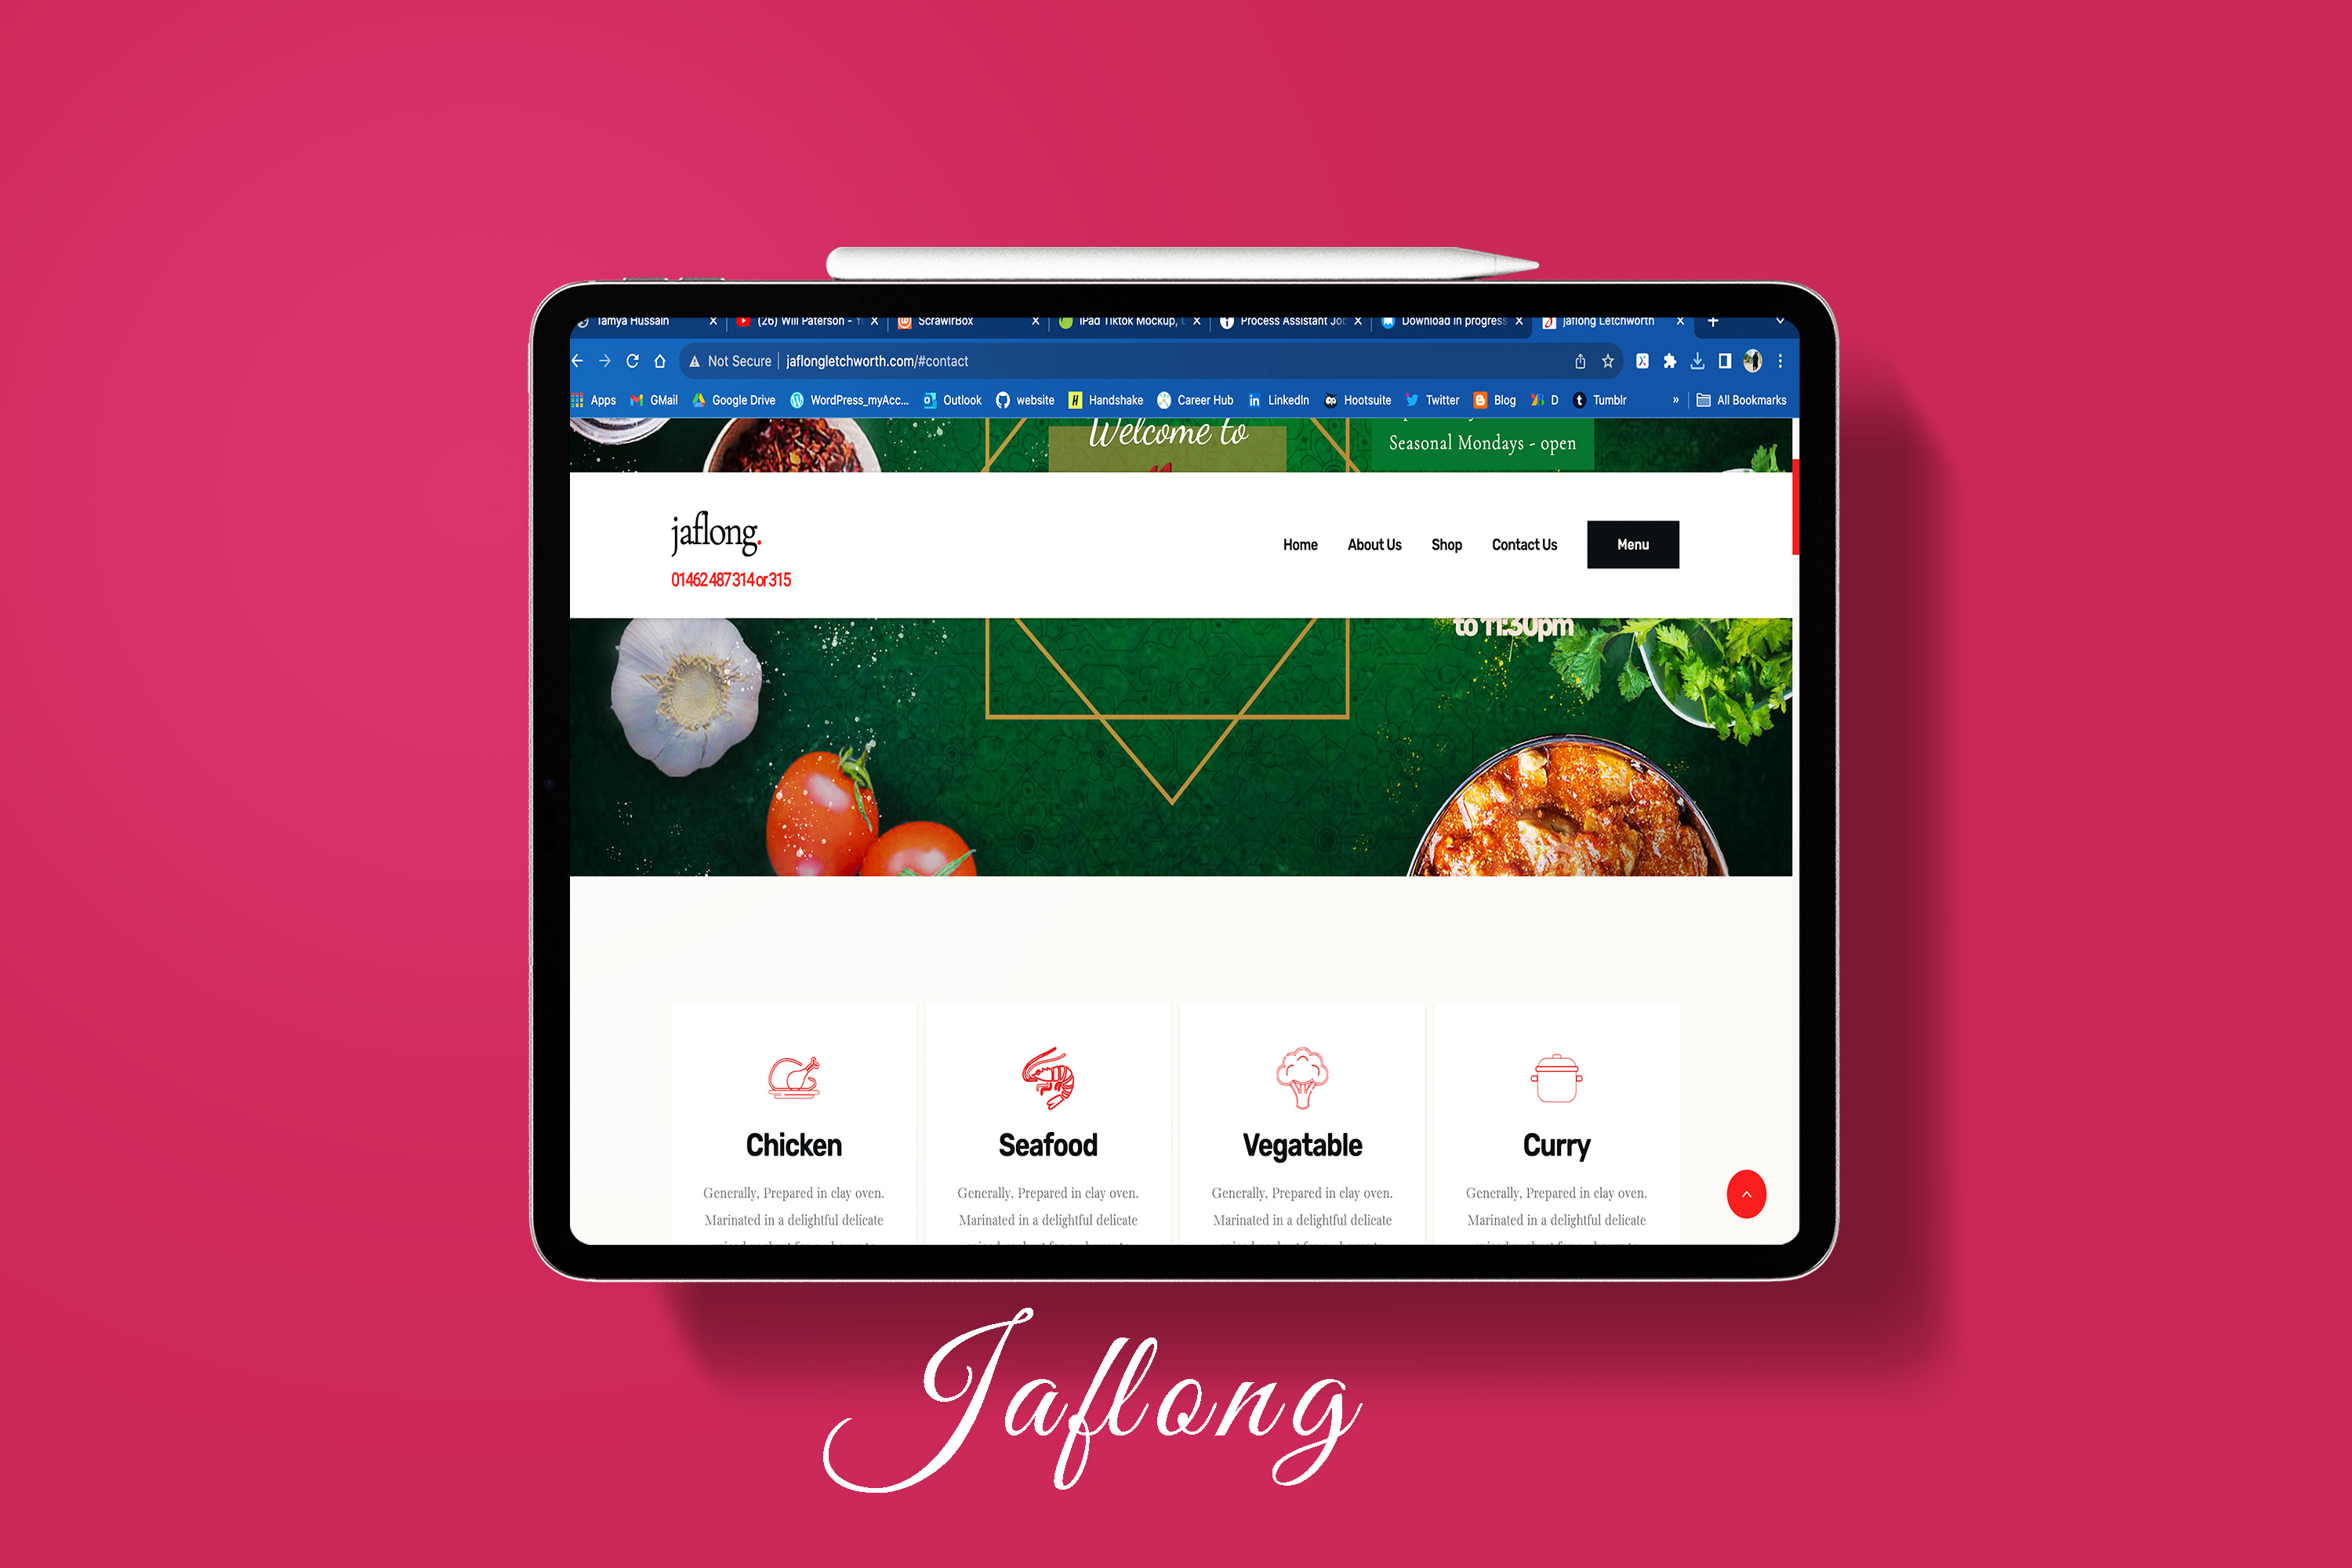 Tamya Hussain
(26) Will Paterson -
ScrawlrBox
iPad Tiktok Mockup,
Process Assistant Jo
Download in progress
jaflong Letchworth
Not Secure
jaflongletchworth.com/#contact
Apps
GMail
Google Drive
WordPress_myAcc...
Outlook
website
Handshake
Career Hub
LinkedIn
Hootsuite
Twitter
Blog
D
Tumblr
»
All Bookmarks
Welcome to
Seasonal Mondays - open
jaflong.
01462 487 314 or 315
Home
About Us
Shop
Contact Us
Menu
to 11:30pm
Chicken
Generally, Prepared in clay oven.
Marinated in a delightful delicate
Seafood
Generally, Prepared in clay oven.
Marinated in a delightful delicate
Vegatable
Generally, Prepared in clay oven.
Marinated in a delightful delicate
Curry
Generally, Prepared in clay oven.
Marinated in a delightful delicate
Jaflong